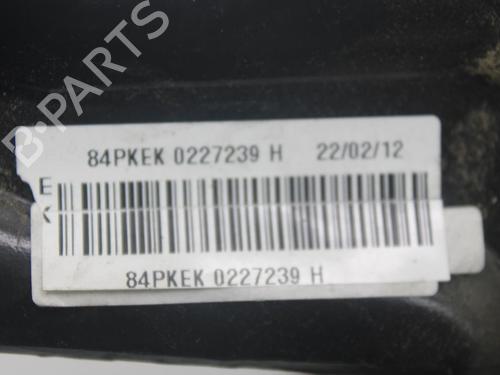 B-PARTS
84PKEK 0227239 H 22/02/12
E
K
84PKEK 0227239 H